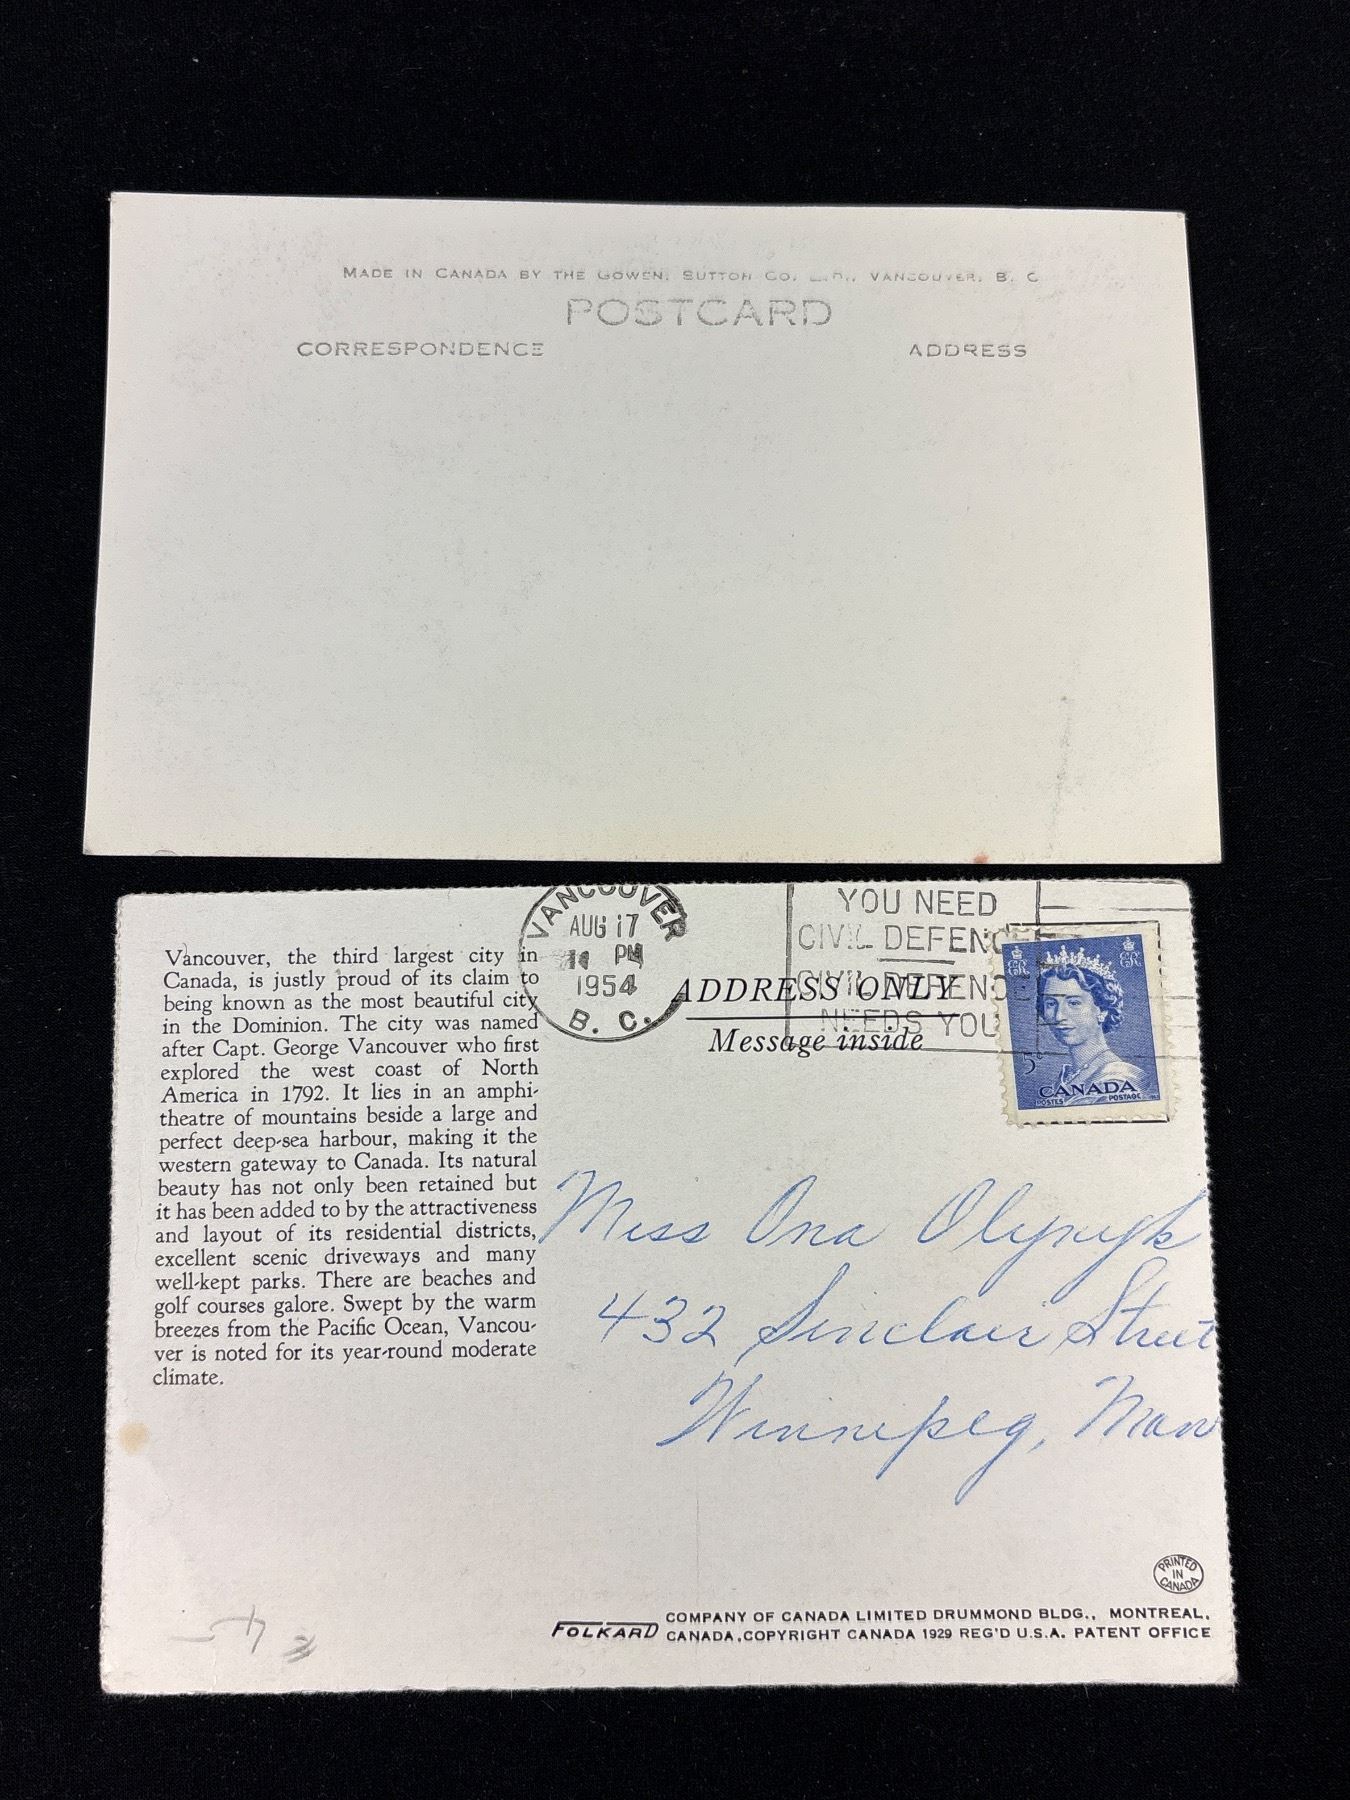 MADE IN CANADA BY THE GOWEN, SUTTON CO. LTD., VANCOUVER, B. C
POSTCARD
CORRESPONDENCE
ADDRESS
VANCOUVER
AUG 17
PM
1954
B. C.
YOU NEED
CIVIL DEFENCE
CIVIL DEFENCE
NEEDS YOU
ADDRESS ONLY
Message inside
5¢
CANADA
POSTES POSTAGE
Vancouver, the third largest city in
Canada, is justly proud of its claim to
being known as the most beautiful city
in the Dominion. The city was named
after Capt. George Vancouver who first
explored the west coast of North
America in 1792. It lies in an amphi-
theatre of mountains beside a large and
perfect deep-sea harbour, making it the
western gateway to Canada. Its natural
beauty has not only been retained but
it has been added to by the attractiveness
and layout of its residential districts,
excellent scenic driveways and many
well-kept parks. There are beaches and
golf courses galore. Swept by the warm
breezes from the Pacific Ocean, Vancou-
ver is noted for its year-round moderate
climate.
Miss Ona Olynyk
432 Sinclair Street
Winnipeg, Man
PRINTED
IN
CANADA
FOLKARD COMPANY OF CANADA LIMITED DRUMMOND BLDG., MONTREAL,
CANADA, COPYRIGHT CANADA 1929 REG'D U.S.A. PATENT OFFICE